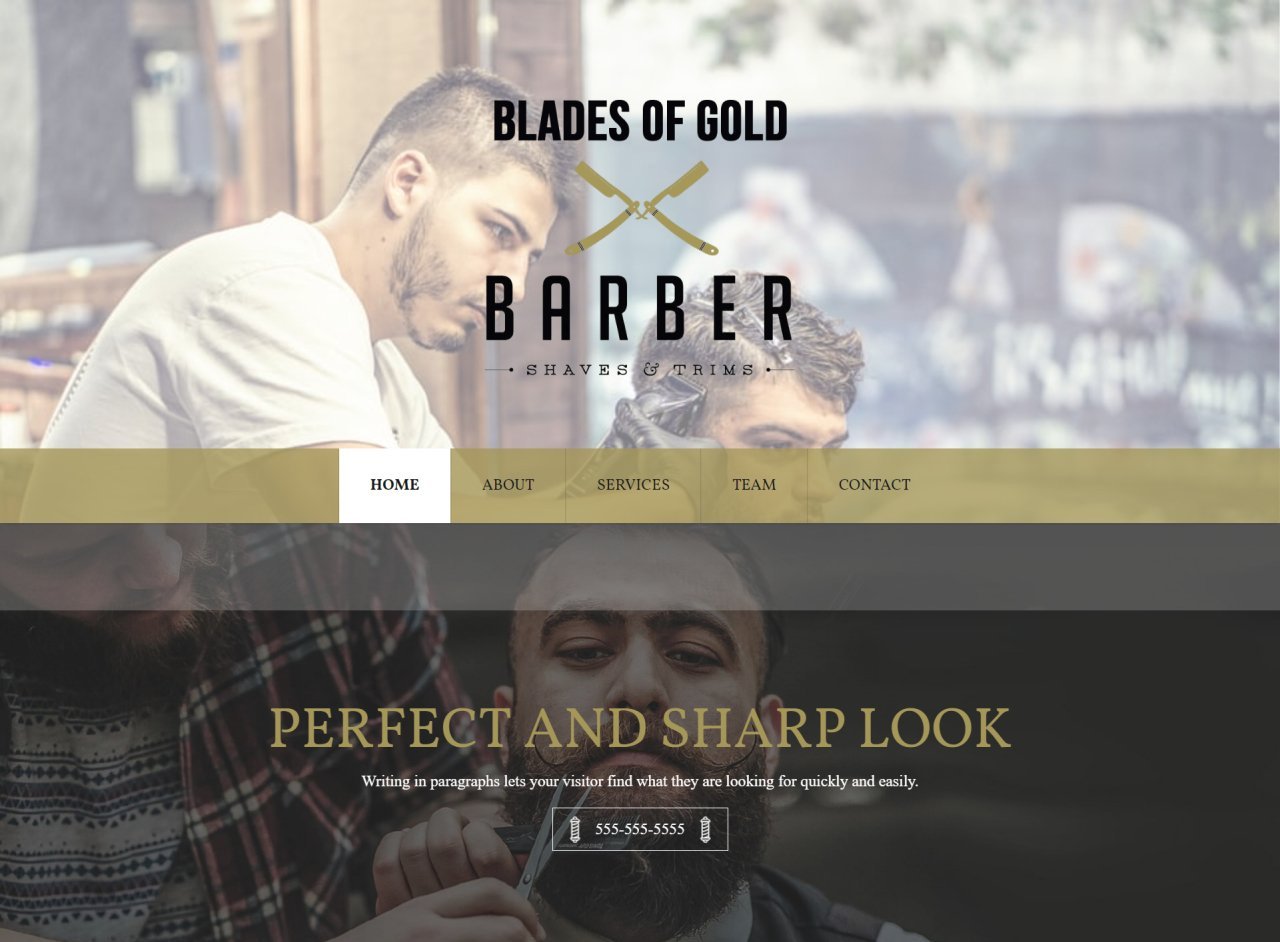 BLADES OF GOLD
BARBER
SHAVES & TRIMS
HOME ABOUT SERVICES TEAM CONTACT
PERFECT AND SHARP LOOK
Writing in paragraphs lets your visitor find what they are looking for quickly and easily.
555-555-5555